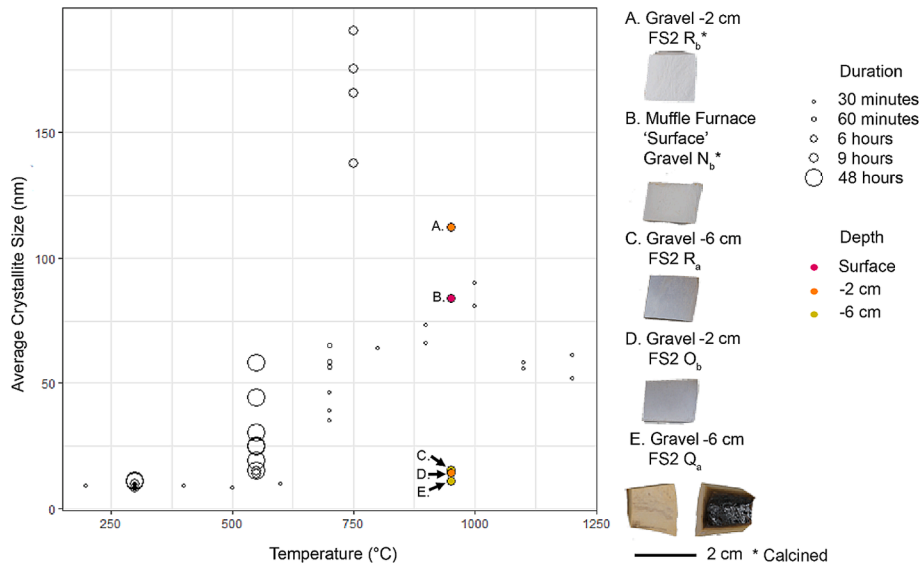 Average Crystallite Size (nm)
150
100
50
0
250
500
750
1000
1250
Temperature (°C)
A.
B.
C.
D.
E.
A. Gravel -2 cm
FS2 Rb*
B. Muffle Furnace
'Surface'
Gravel Nb*
C. Gravel -6 cm
FS2 Ra
D. Gravel -2 cm
FS2 Ob
E. Gravel -6 cm
FS2 Qa
2 cm * Calcined
Duration
30 minutes
60 minutes
6 hours
9 hours
48 hours
Depth
Surface
-2 cm
-6 cm